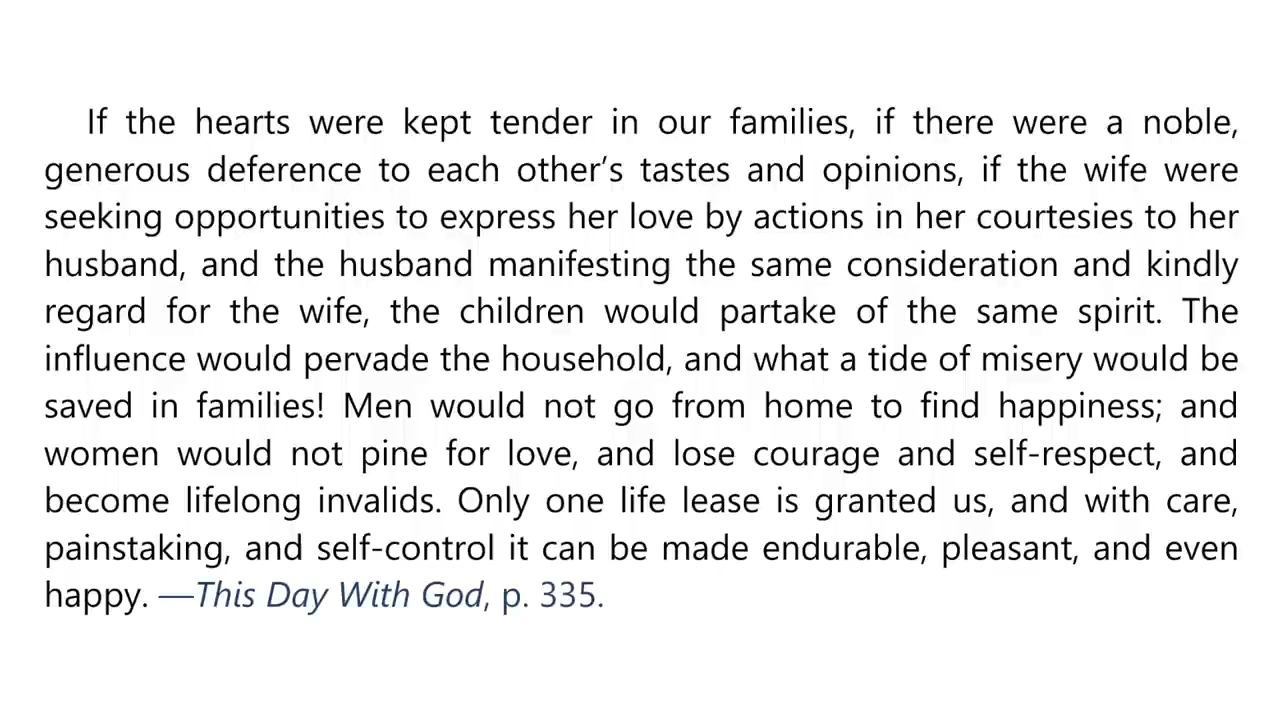 If the hearts were kept tender in our families, if there were a noble,
generous deference to each other’s tastes and opinions, if the wife were
seeking opportunities to express her love by actions in her courtesies to her
husband, and the husband manifesting the same consideration and kindly
regard for the wife, the children would partake of the same spirit. The
influence would pervade the household, and what a tide of misery would be
saved in families! Men would not go from home to find happiness; and
women would not pine for love, and lose courage and self-respect, and
become lifelong invalids. Only one life lease is granted us, and with care,
painstaking, and self-control it can be made endurable, pleasant, and even
happy. —This Day With God, p. 335.